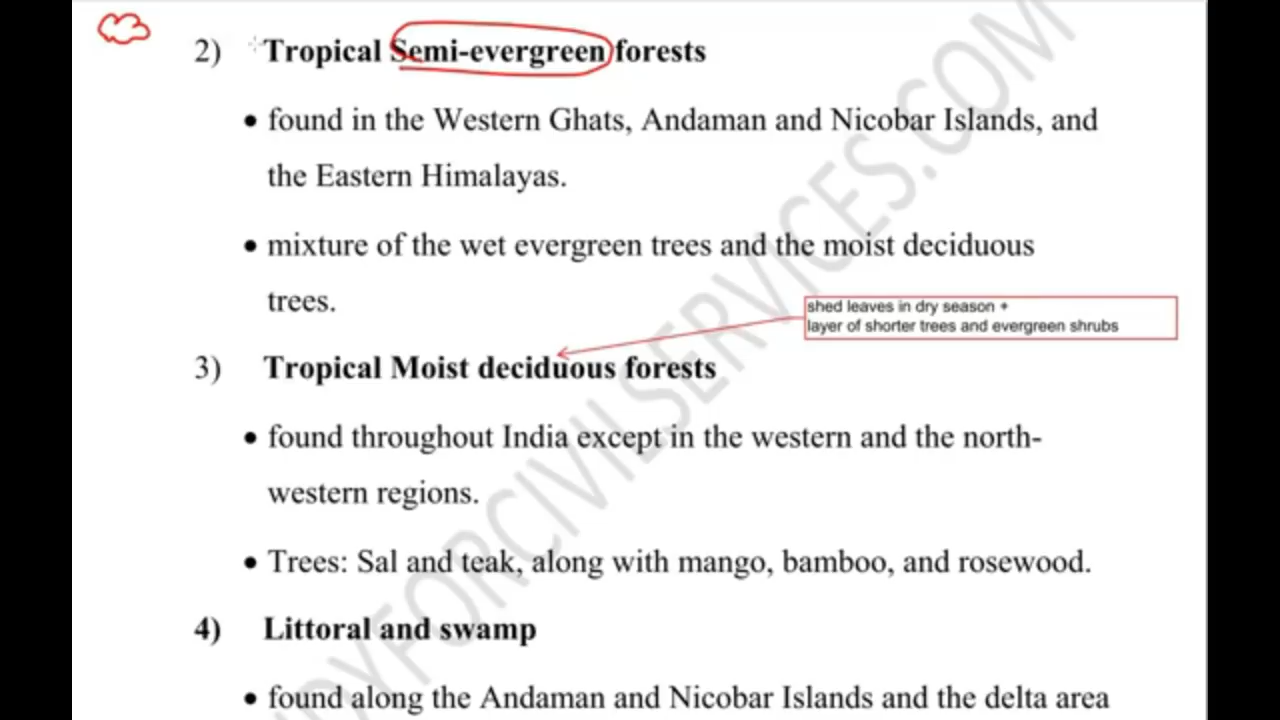 2) Tropical Semi-evergreen forests
• found in the Western Ghats, Andaman and Nicobar Islands, and
the Eastern Himalayas.
• mixture of the wet evergreen trees and the moist deciduous
trees.
shed leaves in dry season +
layer of shorter trees and evergreen shrubs
3) Tropical Moist deciduous forests
• found throughout India except in the western and the north-
western regions.
• Trees: Sal and teak, along with mango, bamboo, and rosewood.
4) Littoral and swamp
• found along the Andaman and Nicobar Islands and the delta area
DYFORCIVILSERVICES.COM